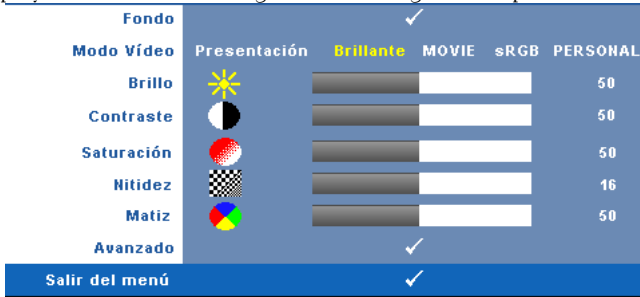 Fondo
Modo Vídeo Presentación Brillante MOVIE sRGB PERSONAL
Brillo 50
Contraste 50
Saturación 50
Nitidez 16
Matiz 50
Avanzado
Salir del menú